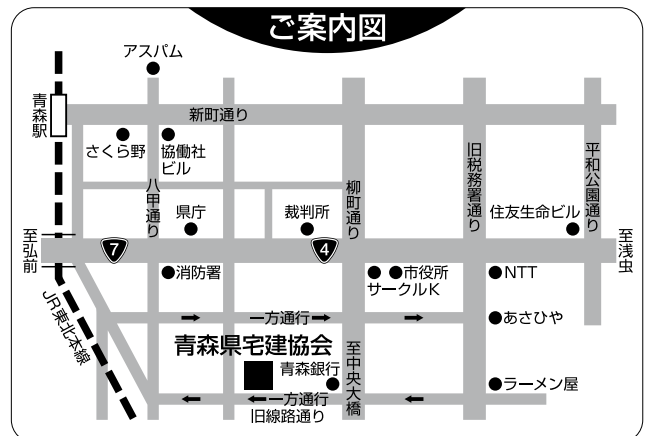 ご案内図
アスパム
青森駅
新町通り
さくら野
協働社
ビル
八甲通り
柳町通り
旧税務署通り
平和公園通り
県庁
裁判所
住友生命ビル
至弘前
7
4
至浅虫
消防署
市役所
サークルK
NTT
JR東北本線
一方通行
あさひや
青森県宅建協会
青森銀行
至中央大橋
ラーメン屋
一方通行
旧線路通り